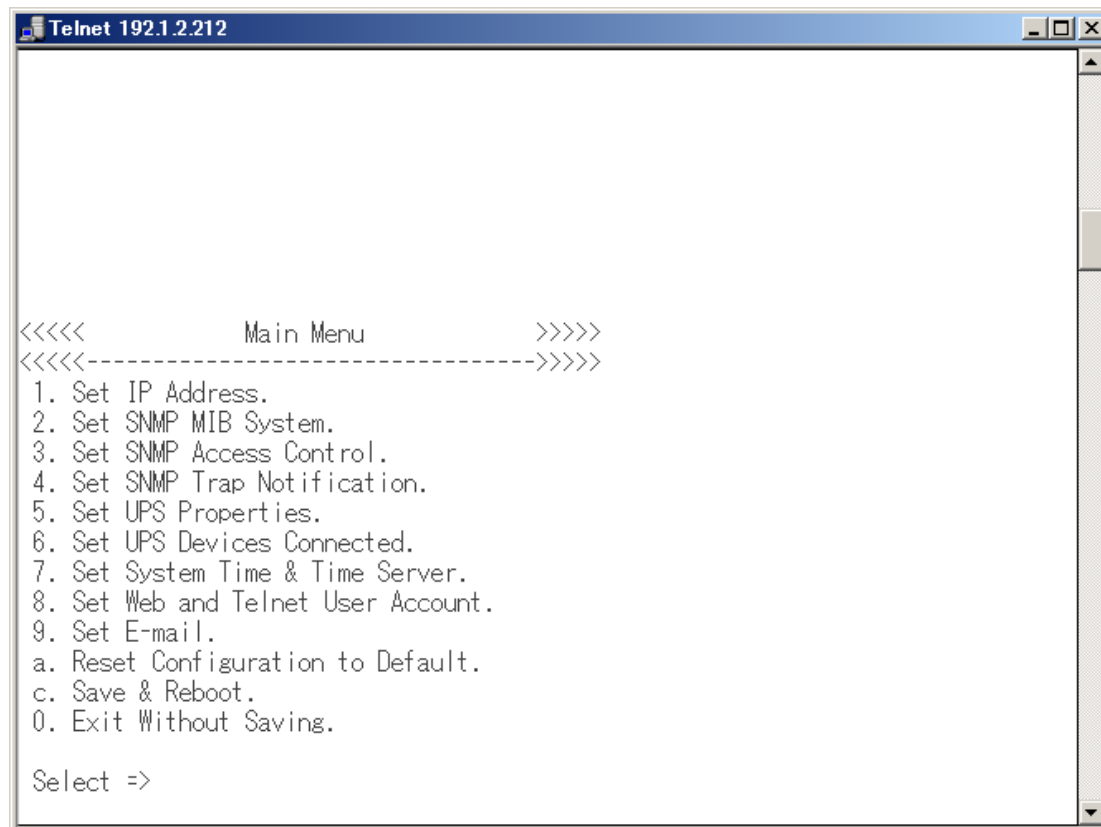 Telnet 192.1.2.212
<<<<<            Main Menu             >>>>>
<<<<<---------------------------------->>>>>
1. Set IP Address.
2. Set SNMP MIB System.
3. Set SNMP Access Control.
4. Set SNMP Trap Notification.
5. Set UPS Properties.
6. Set UPS Devices Connected.
7. Set System Time & Time Server.
8. Set Web and Telnet User Account.
9. Set E-mail.
a. Reset Configuration to Default.
c. Save & Reboot.
0. Exit Without Saving.
Select =>